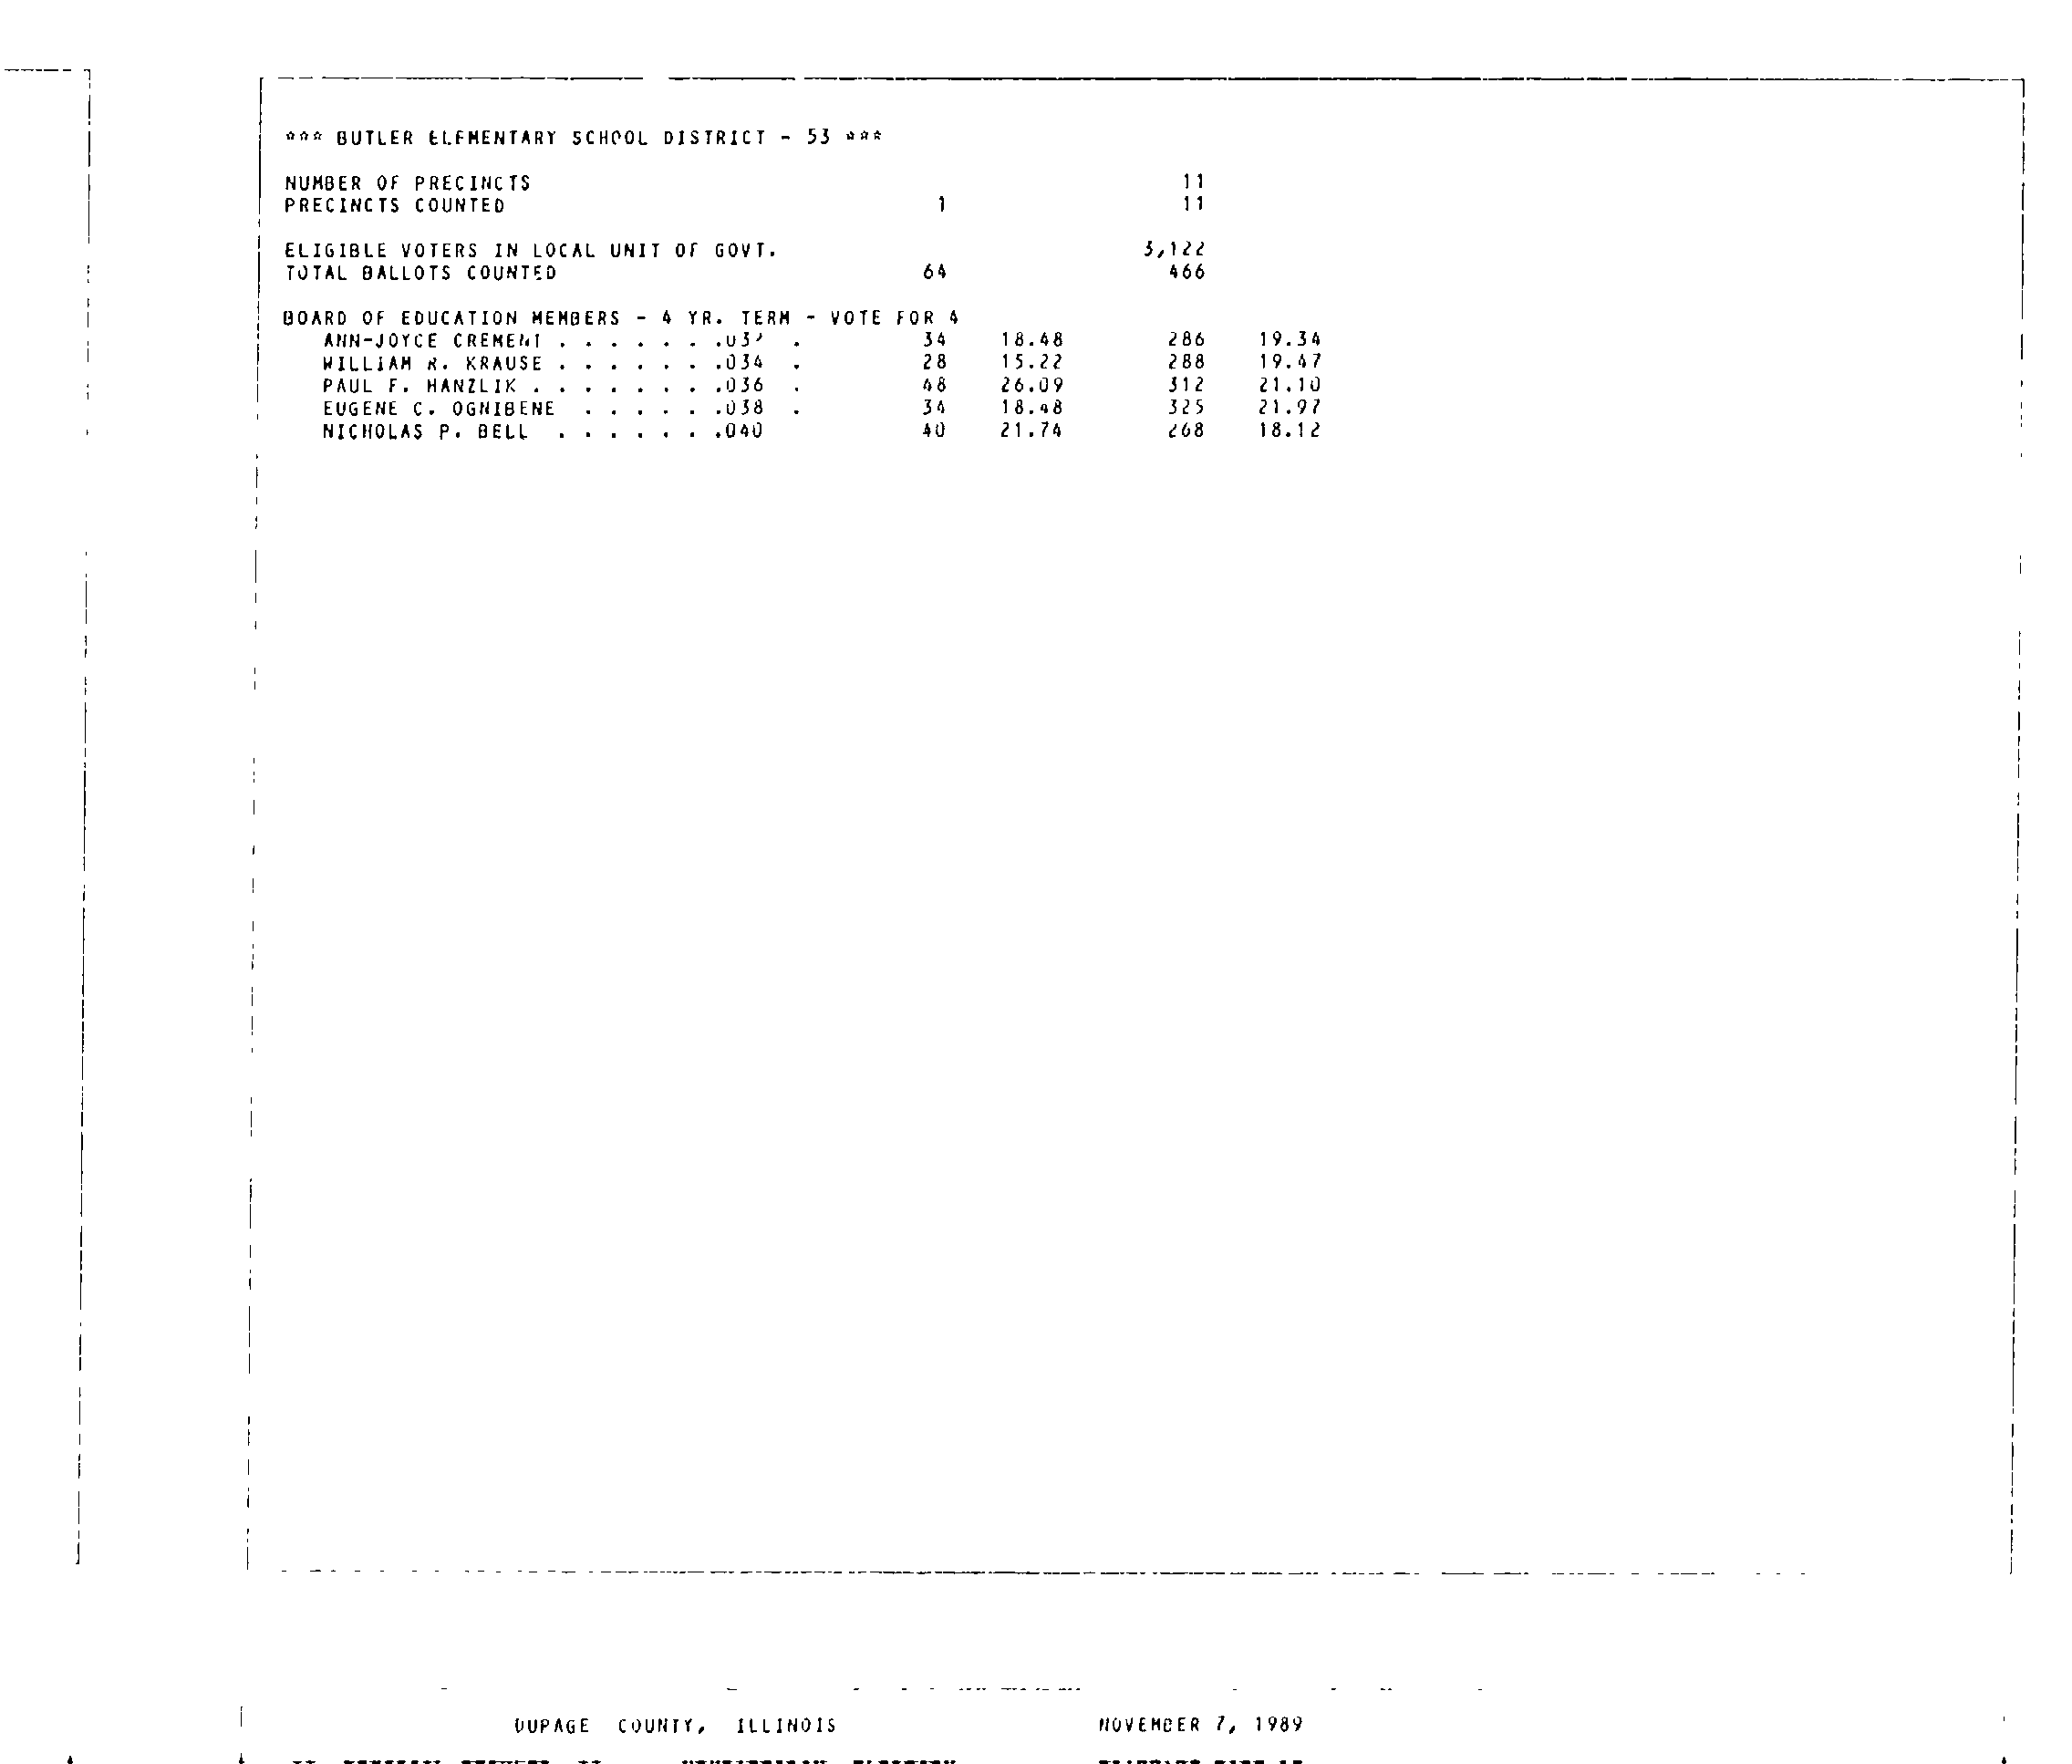 *** BUTLER ELEMENTARY SCHOOL DISTRICT - 53 ***
NUMBER OF PRECINCTS 11
PRECINCTS COUNTED 1 11
ELIGIBLE VOTERS IN LOCAL UNIT OF GOVT. 3,122
TOTAL BALLOTS COUNTED 64 466
BOARD OF EDUCATION MEMBERS - 4 YR. TERM - VOTE FOR 4
ANN-JOYCE CREMENT . . . . . . .032 . 34 18.48 286 19.34
WILLIAM R. KRAUSE . . . . . . .034 . 28 15.22 288 19.47
PAUL F. HANZLIK . . . . . . . .036 . 48 26.09 312 21.10
EUGENE C. OGNIBENE . . . . . .038 . 34 18.48 325 21.97
NICHOLAS P. BELL . . . . . . .040 40 21.74 268 18.12
DUPAGE COUNTY, ILLINOIS NOVEMBER 7, 1989